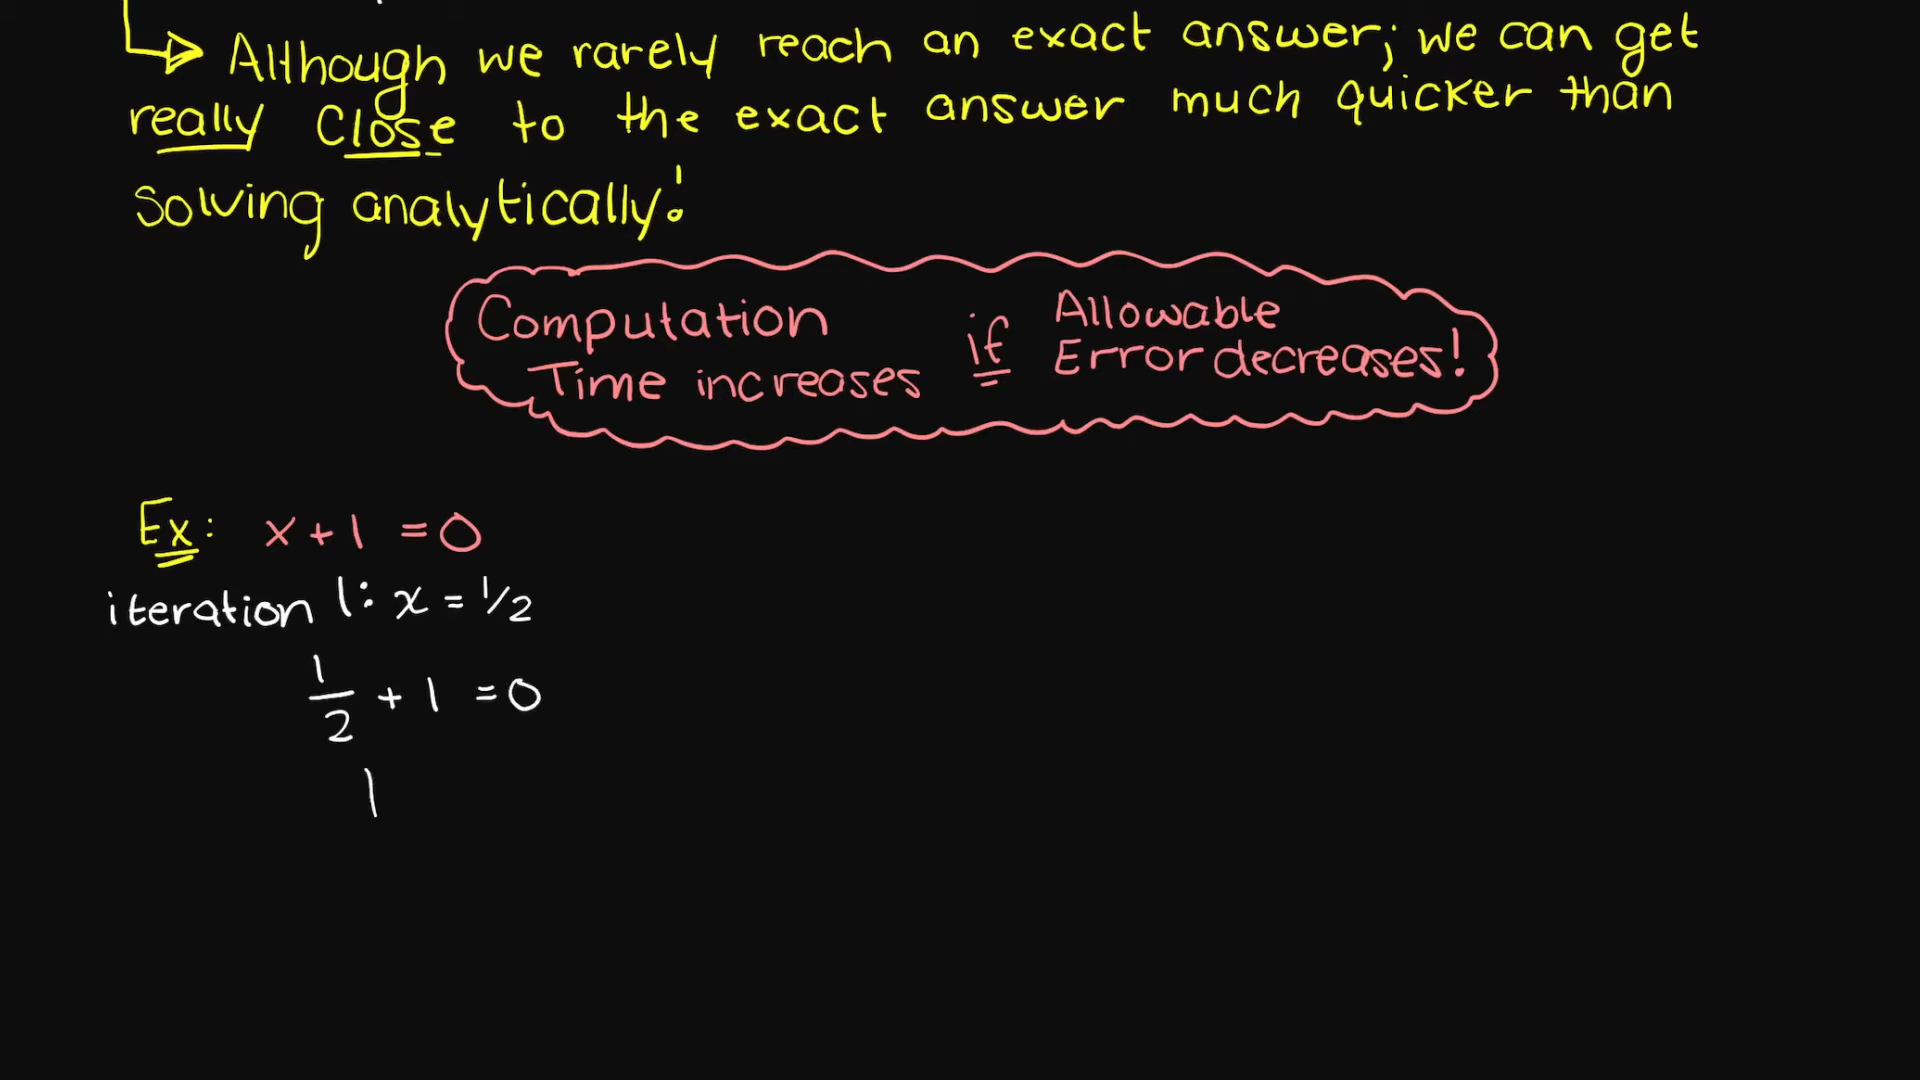 Although we rarely reach an exact answer; we can get
really close to the exact answer much quicker than
solving analytically!
Computation
Time increases
if
Allowable
Error decreases!
Ex: x + 1 = 0
iteration 1: x = 1/2
1/2 + 1 = 0
1